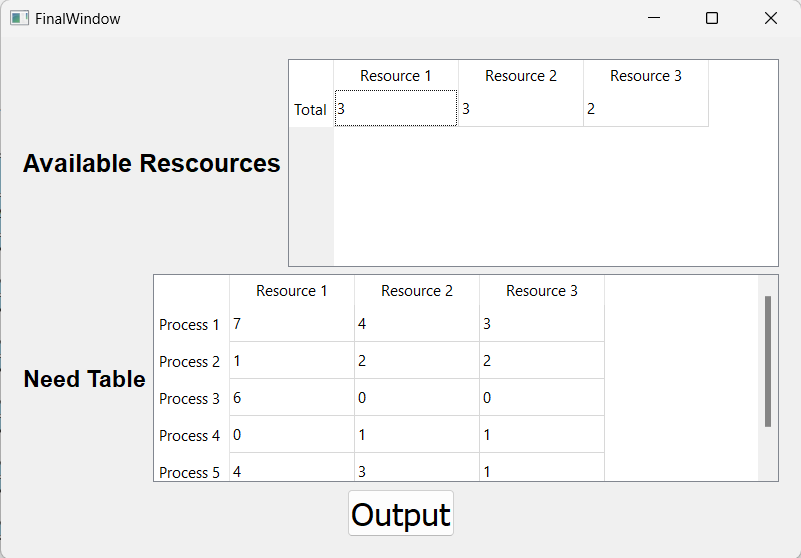 FinalWindow
Resource 1 Resource 2 Resource 3
Total 3 3 2
Available Rescources
Resource 1 Resource 2 Resource 3
Process 1 7 4 3
Process 2 1 2 2
Need Table
Process 3 6 0 0
Process 4 0 1 1
Process 5 4 3 1
Output